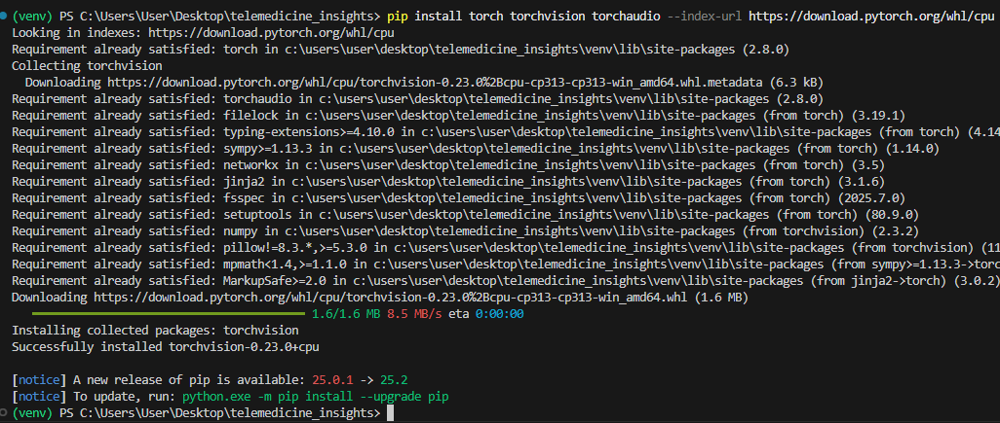 (venv) PS C:\Users\User\Desktop\telemedicine_insights> pip install torch torchvision torchaudio --index-url https://download.pytorch.org/whl/cpu
Looking in indexes: https://download.pytorch.org/whl/cpu
Requirement already satisfied: torch in c:\users\user\desktop\telemedicine_insights\venv\lib\site-packages (2.8.0)
Collecting torchvision
  Downloading https://download.pytorch.org/whl/cpu/torchvision-0.23.0%2Bcpu-cp313-cp313-win_amd64.whl.metadata (6.3 kB)
Requirement already satisfied: torchaudio in c:\users\user\desktop\telemedicine_insights\venv\lib\site-packages (2.8.0)
Requirement already satisfied: filelock in c:\users\user\desktop\telemedicine_insights\venv\lib\site-packages (from torch) (3.19.1)
Requirement already satisfied: typing-extensions>=4.10.0 in c:\users\user\desktop\telemedicine_insights\venv\lib\site-packages (from torch) (4.14
Requirement already satisfied: sympy>=1.13.3 in c:\users\user\desktop\telemedicine_insights\venv\lib\site-packages (from torch) (1.14.0)
Requirement already satisfied: networkx in c:\users\user\desktop\telemedicine_insights\venv\lib\site-packages (from torch) (3.5)
Requirement already satisfied: jinja2 in c:\users\user\desktop\telemedicine_insights\venv\lib\site-packages (from torch) (3.1.6)
Requirement already satisfied: fsspec in c:\users\user\desktop\telemedicine_insights\venv\lib\site-packages (from torch) (2025.7.0)
Requirement already satisfied: setuptools in c:\users\user\desktop\telemedicine_insights\venv\lib\site-packages (from torch) (80.9.0)
Requirement already satisfied: numpy in c:\users\user\desktop\telemedicine_insights\venv\lib\site-packages (from torchvision) (2.3.2)
Requirement already satisfied: pillow!=8.3.*,>=5.3.0 in c:\users\user\desktop\telemedicine_insights\venv\lib\site-packages (from torchvision) (11
Requirement already satisfied: mpmath<1.4,>=1.1.0 in c:\users\user\desktop\telemedicine_insights\venv\lib\site-packages (from sympy>=1.13.3->torc
Requirement already satisfied: MarkupSafe>=2.0 in c:\users\user\desktop\telemedicine_insights\venv\lib\site-packages (from jinja2->torch) (3.0.2)
Downloading https://download.pytorch.org/whl/cpu/torchvision-0.23.0%2Bcpu-cp313-cp313-win_amd64.whl (1.6 MB)
1.6/1.6 MB 8.5 MB/s eta 0:00:00
Installing collected packages: torchvision
Successfully installed torchvision-0.23.0+cpu
[notice] A new release of pip is available: 25.0.1 -> 25.2
[notice] To update, run: python.exe -m pip install --upgrade pip
(venv) PS C:\Users\User\Desktop\telemedicine_insights>